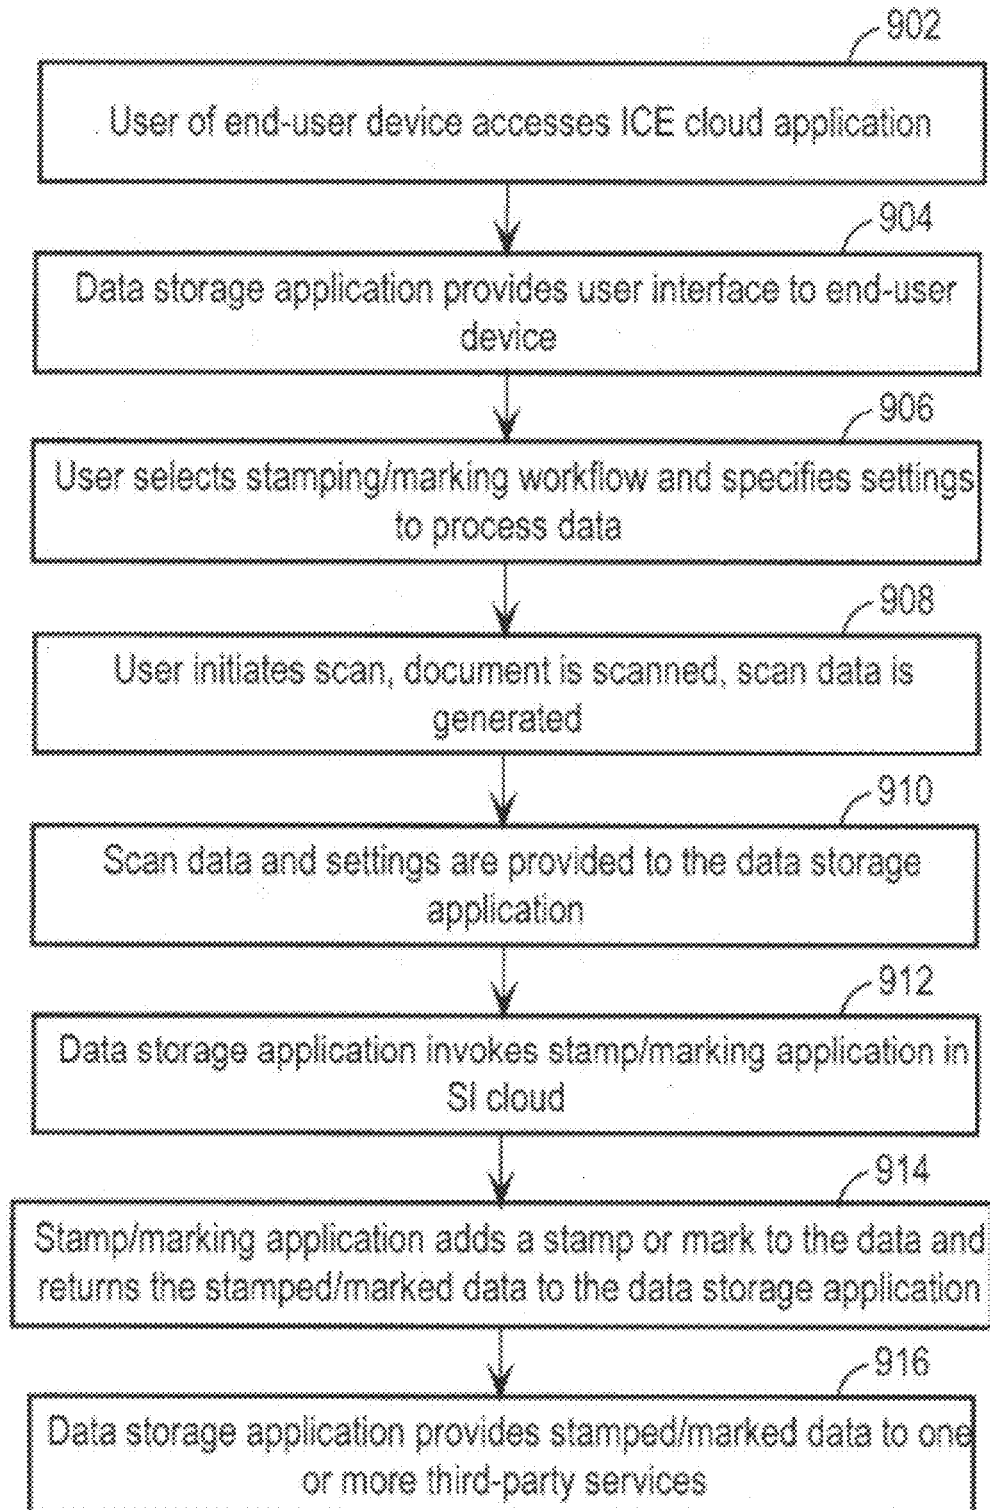 902
User of end-user device accesses ICE cloud application
904
Data storage application provides user interface to end-user
device
906
User selects stamping/marking workflow and specifies settings
to process data
908
User initiates scan, document is scanned, scan data is
generated
910
Scan data and settings are provided to the data storage
application
912
Data storage application invokes stamp/marking application in
SI cloud
914
Stamp/marking application adds a stamp or mark to the data and
returns the stamped/marked data to the data storage application
916
Data storage application provides stamped/marked data to one
or more third-party services